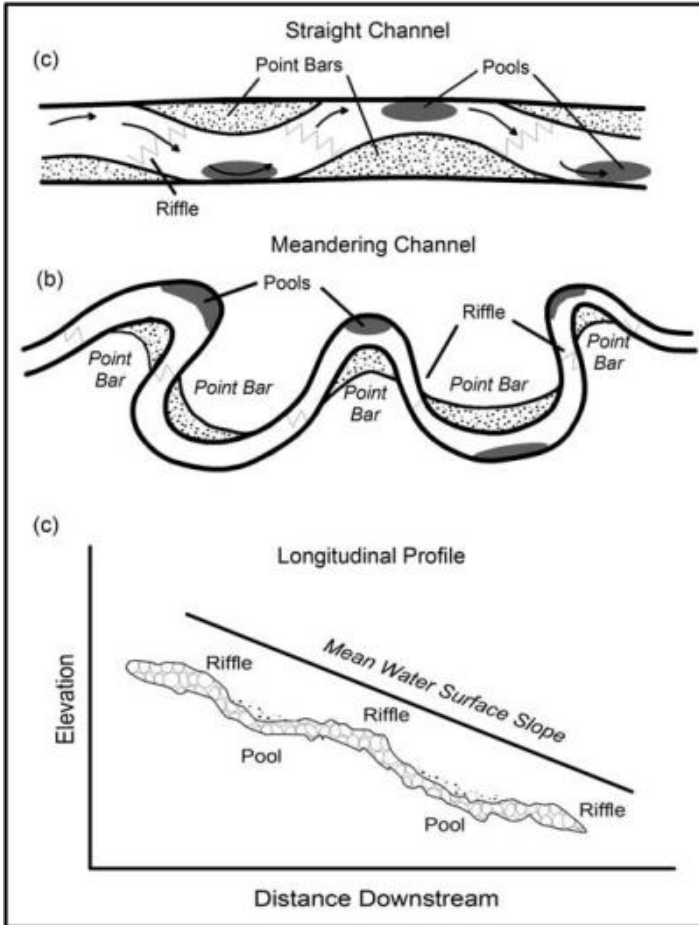 Straight Channel
(c)
Point Bars
Pools
Riffle
Meandering Channel
(b)
Pools
Riffle
Point
Bar
Point Bar
Point
Bar
Point Bar
Point
Bar
(c)
Longitudinal Profile
Elevation
Mean Water Surface Slope
Riffle
Riffle
Pool
Pool
Riffle
Distance Downstream